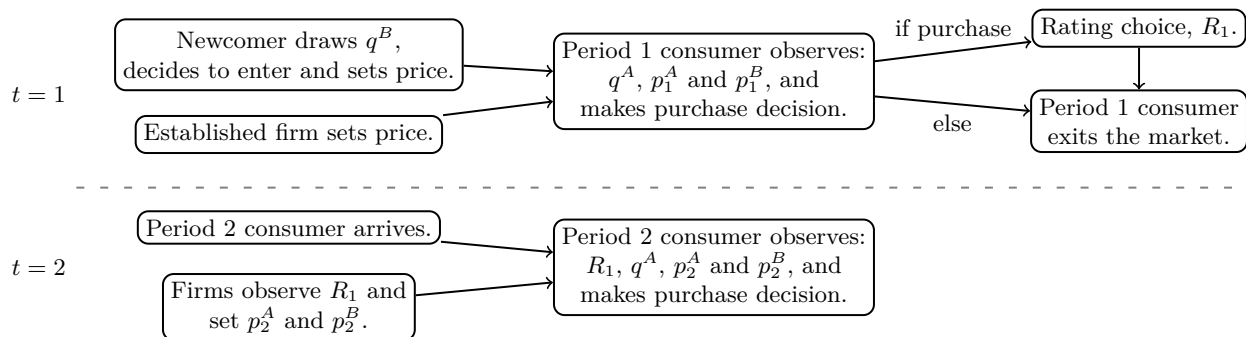 t = 1
Newcomer draws q^B,
decides to enter and sets price.
Established firm sets price.
Period 1 consumer observes:
q^A, p_1^A and p_1^B, and
makes purchase decision.
if purchase
else
Rating choice, R_1.
Period 1 consumer
exits the market.
t = 2
Period 2 consumer arrives.
Firms observe R_1 and
set p_2^A and p_2^B.
Period 2 consumer observes:
R_1, q^A, p_2^A and p_2^B, and
makes purchase decision.